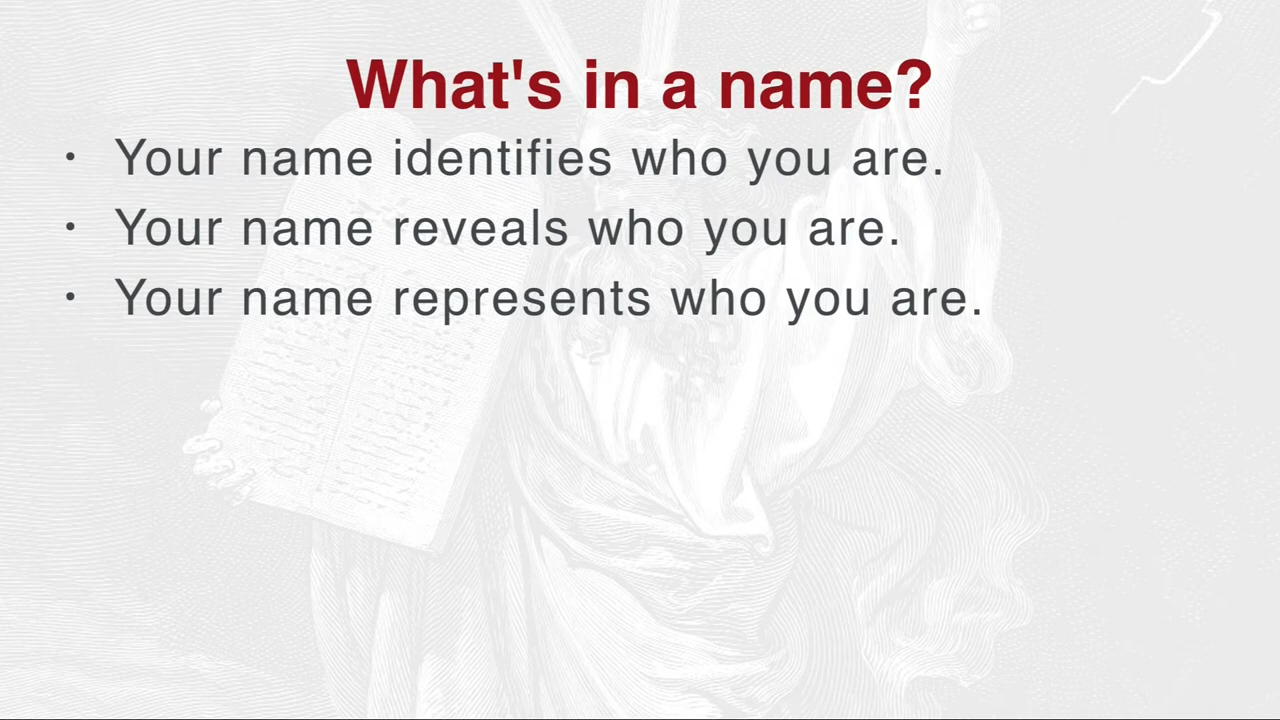 What's in a name?
· Your name identifies who you are.
· Your name reveals who you are.
· Your name represents who you are.